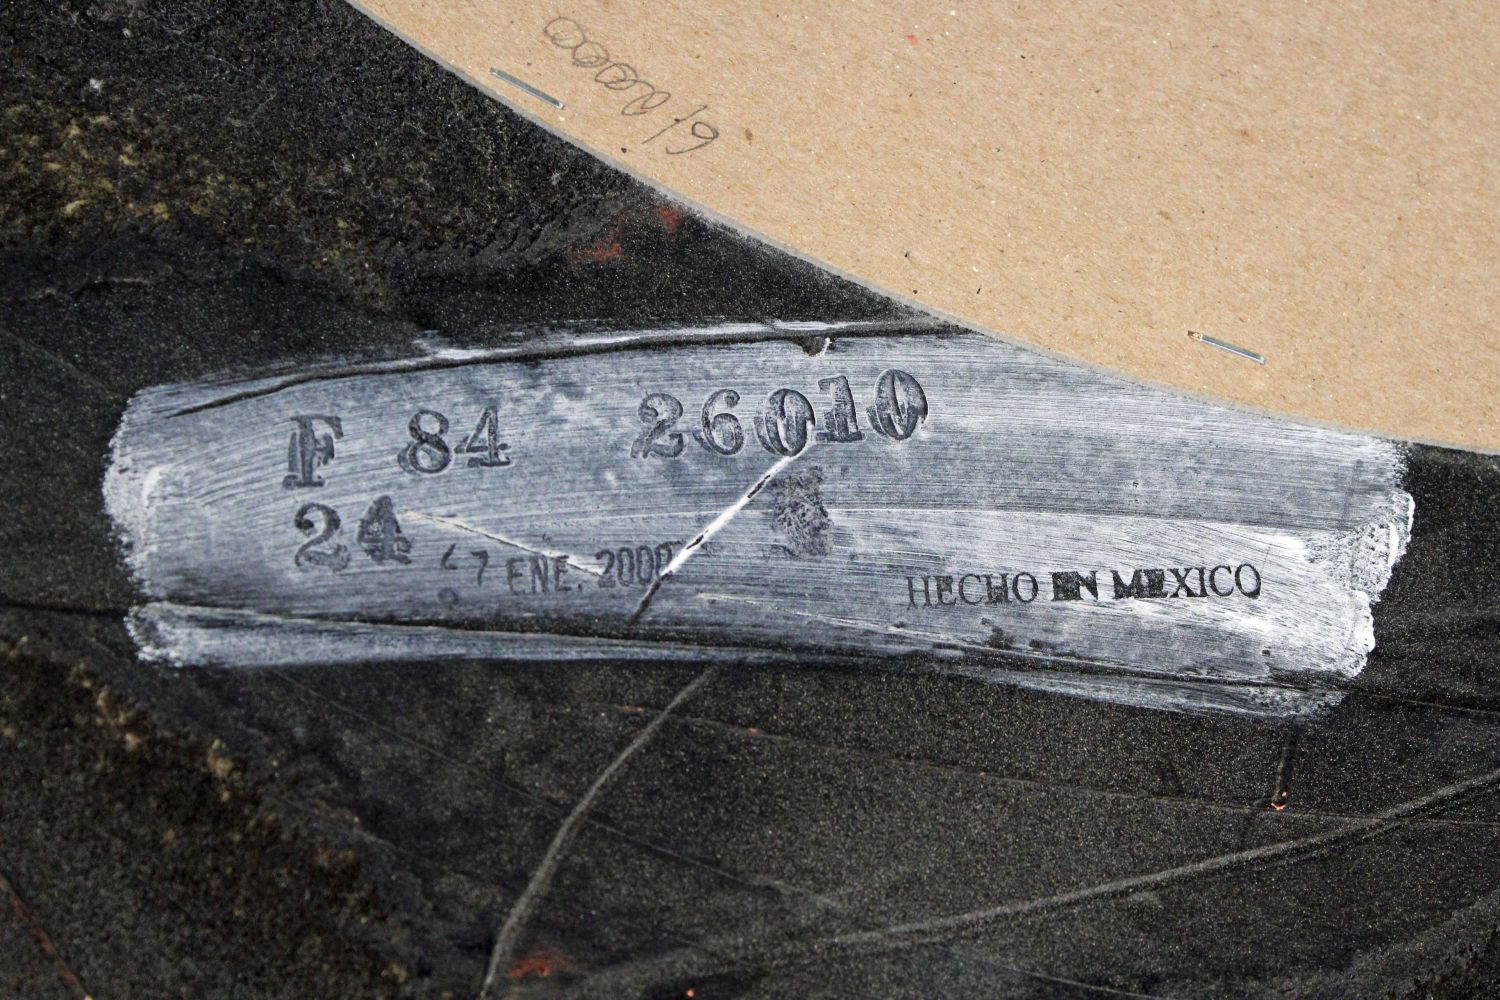 F 84 26010
24
7 ENE. 2000
HECHO EN MEXICO